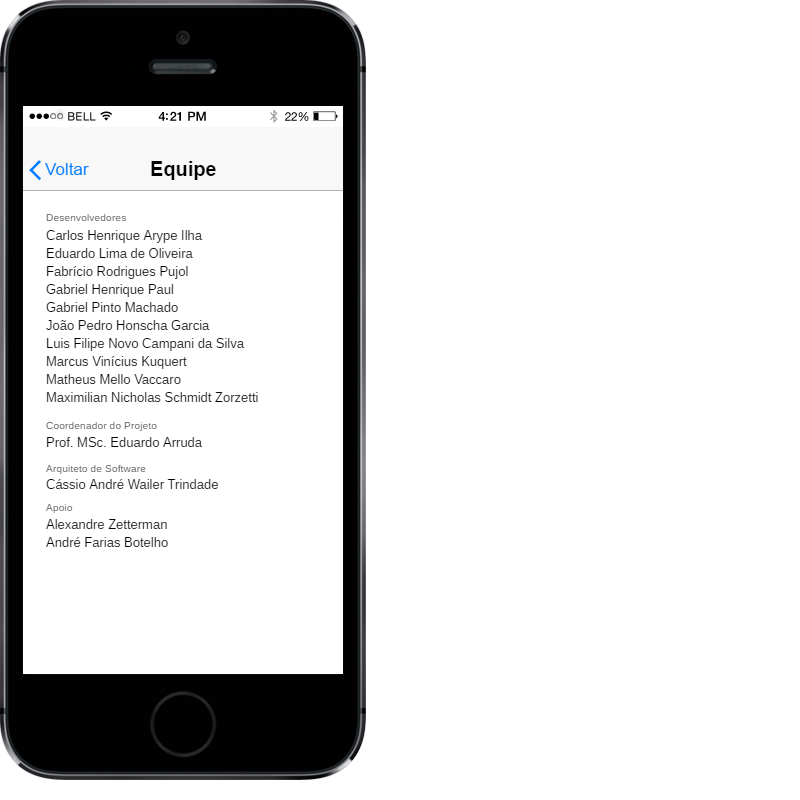 BELL 4:21 PM 22%
Voltar Equipe
Desenvolvedores
Carlos Henrique Arype Ilha
Eduardo Lima de Oliveira
Fabrício Rodrigues Pujol
Gabriel Henrique Paul
Gabriel Pinto Machado
João Pedro Honscha Garcia
Luis Filipe Novo Campani da Silva
Marcus Vinícius Kuquert
Matheus Mello Vaccaro
Maximilian Nicholas Schmidt Zorzetti
Coordenador do Projeto
Prof. MSc. Eduardo Arruda
Arquiteto de Software
Cássio André Wailer Trindade
Apoio
Alexandre Zetterman
André Farias Botelho